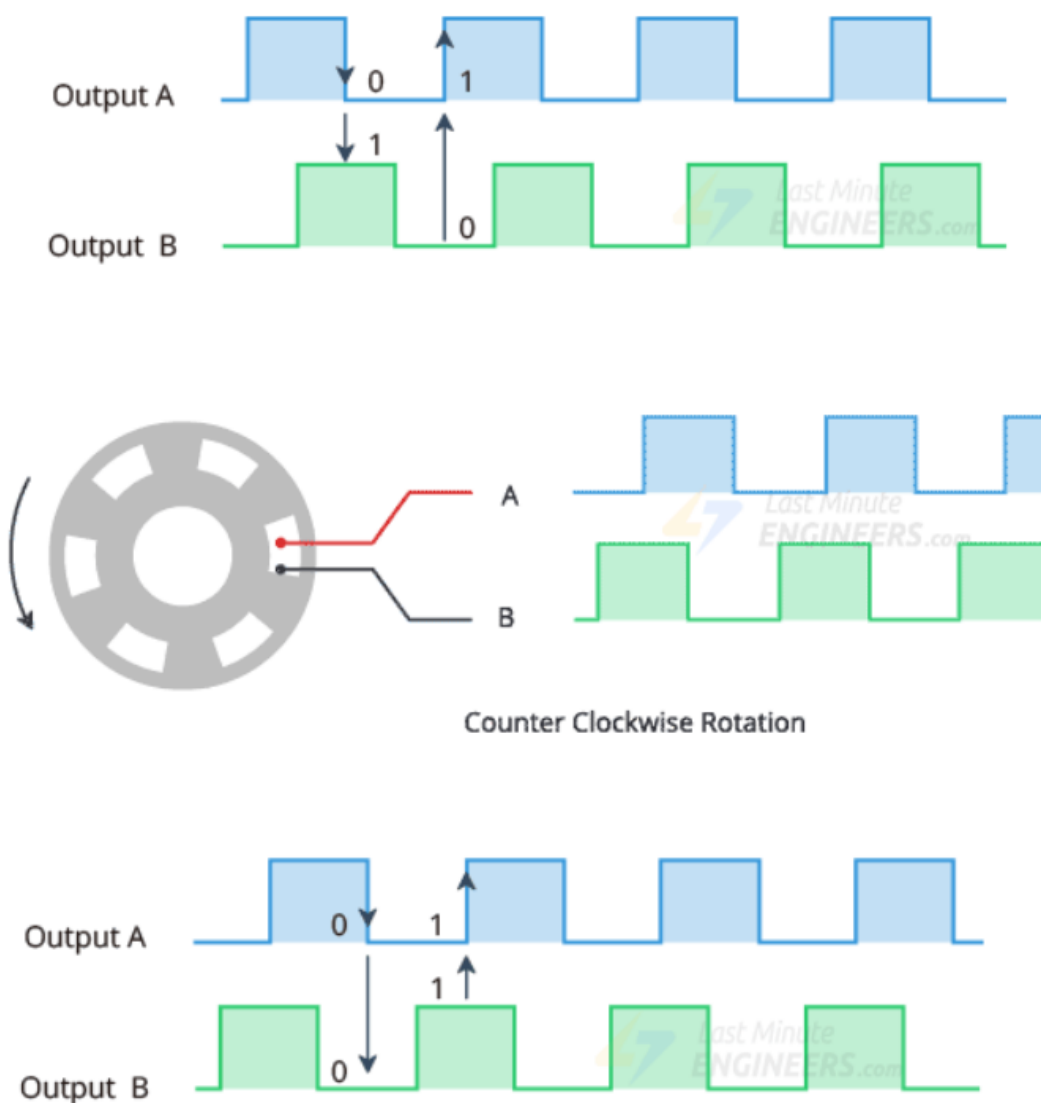 Output A
0
1
1
Last Minute
ENGINEERS.com
Output B
0
A
Last Minute
ENGINEERS.com
B
Counter Clockwise Rotation
Output A
0
1
1
Last Minute
ENGINEERS.com
Output B
0